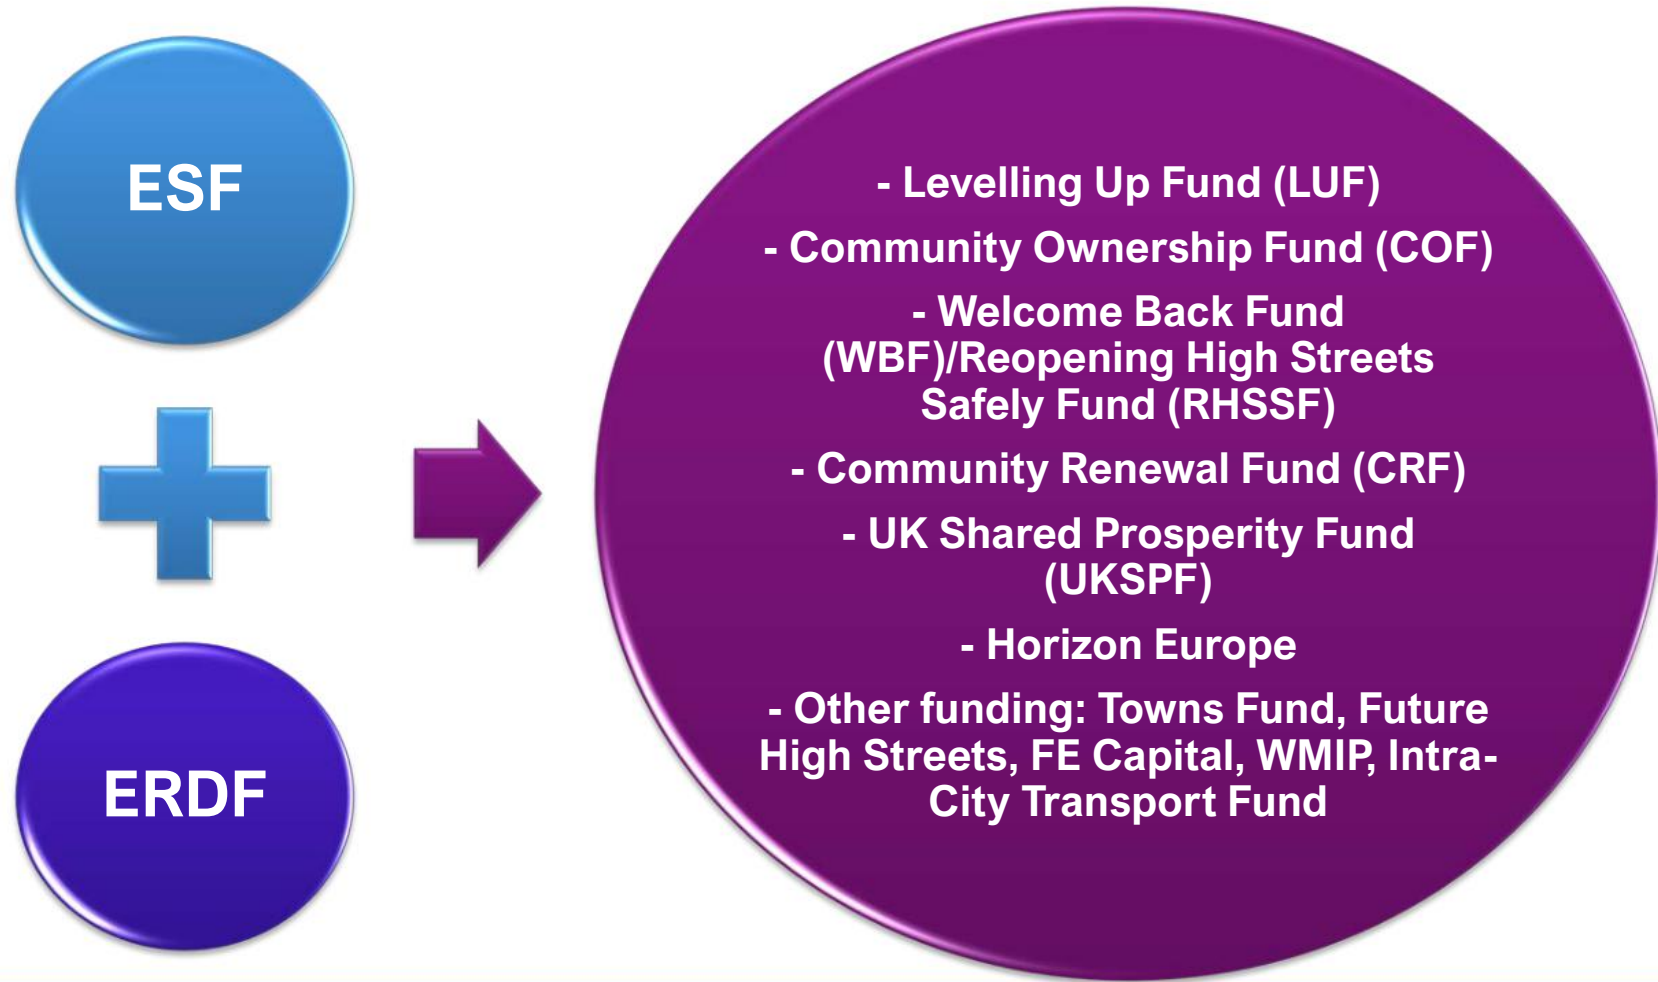 ESF
ERDF
- Levelling Up Fund (LUF)
- Community Ownership Fund (COF)
- Welcome Back Fund
(WBF)/Reopening High Streets
Safely Fund (RHSSF)
- Community Renewal Fund (CRF)
- UK Shared Prosperity Fund
(UKSPF)
- Horizon Europe
- Other funding: Towns Fund, Future
High Streets, FE Capital, WMIP, Intra-
City Transport Fund